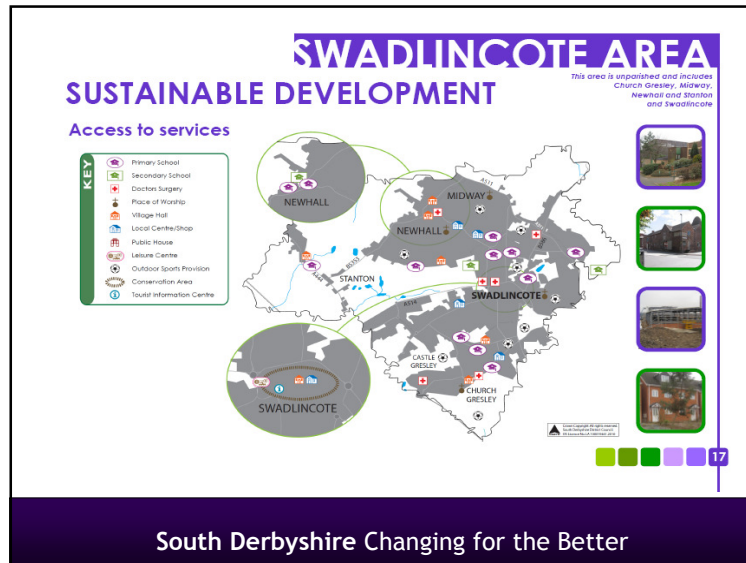 SWADLINCOTE AREA
This area is unparished and includes
Church Gresley, Midway,
Newhall and Stanton
and Swadlincote
SUSTAINABLE DEVELOPMENT
Access to services
KEY
Primary School
Secondary School
Doctors Surgery
Place of Worship
Village Hall
Local Centre/Shop
Public House
Leisure Centre
Outdoor Sports Provision
Conservation Area
Tourist Information Centre
NEWHALL
MIDWAY
A511
NEWHALL
STANTON
SWADLINCOTE
A514
CASTLE
GRESLEY
CHURCH
GRESLEY
SWADLINCOTE
17
South Derbyshire Changing for the Better